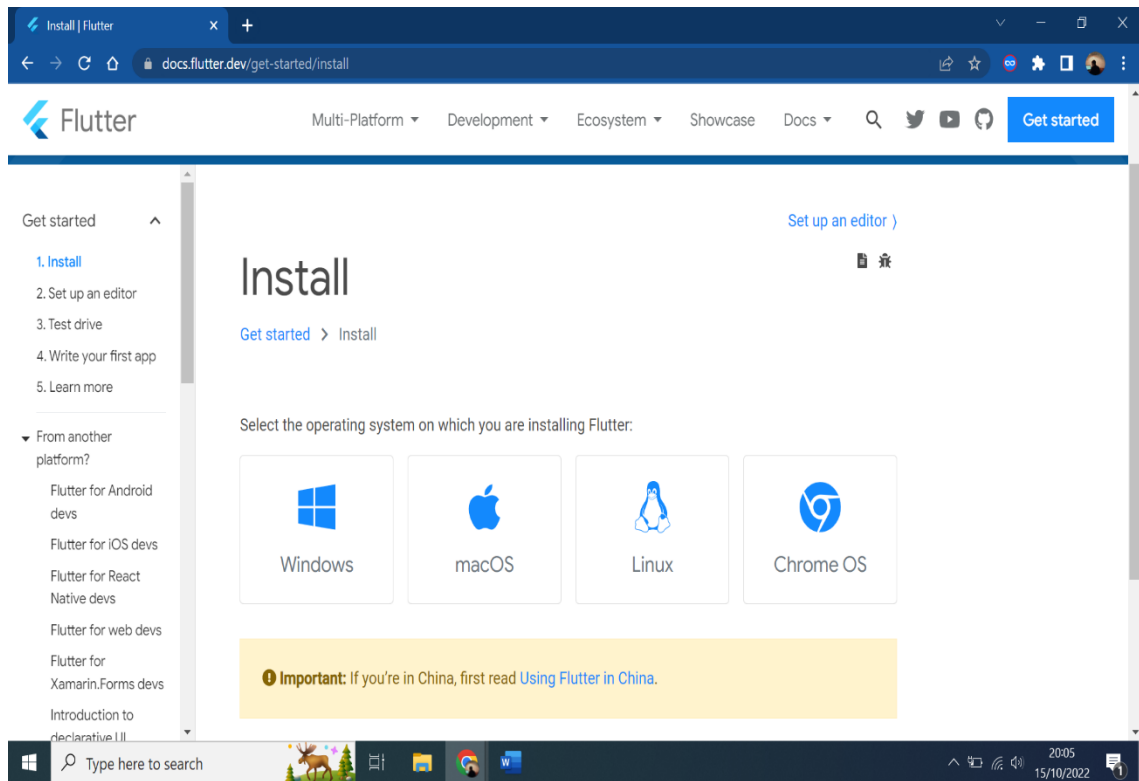 Install | Flutter
docs.flutter.dev/get-started/install
Flutter
Multi-Platform
Development
Ecosystem
Showcase
Docs
Get started
Get started
1. Install
2. Set up an editor
3. Test drive
4. Write your first app
5. Learn more
From another
platform?
Flutter for Android
devs
Flutter for iOS devs
Flutter for React
Native devs
Flutter for web devs
Flutter for
Xamarin.Forms devs
Introduction to
declarative UI
Set up an editor
Install
Get started > Install
Select the operating system on which you are installing Flutter:
Windows
macOS
Linux
Chrome OS
Important: If you're in China, first read Using Flutter in China.
Type here to search
W
20:05
15/10/2022
1